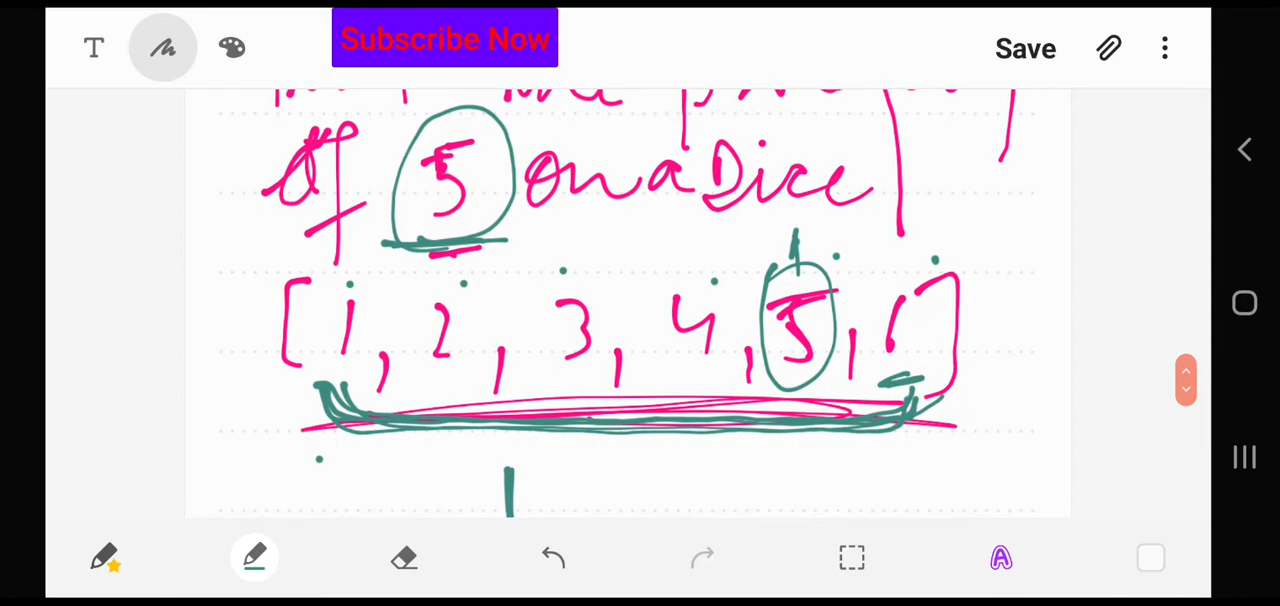 T
Subscribe Now
Save
of 5 on a Dice
[1, 2, 3, 4, 5, 6]
A